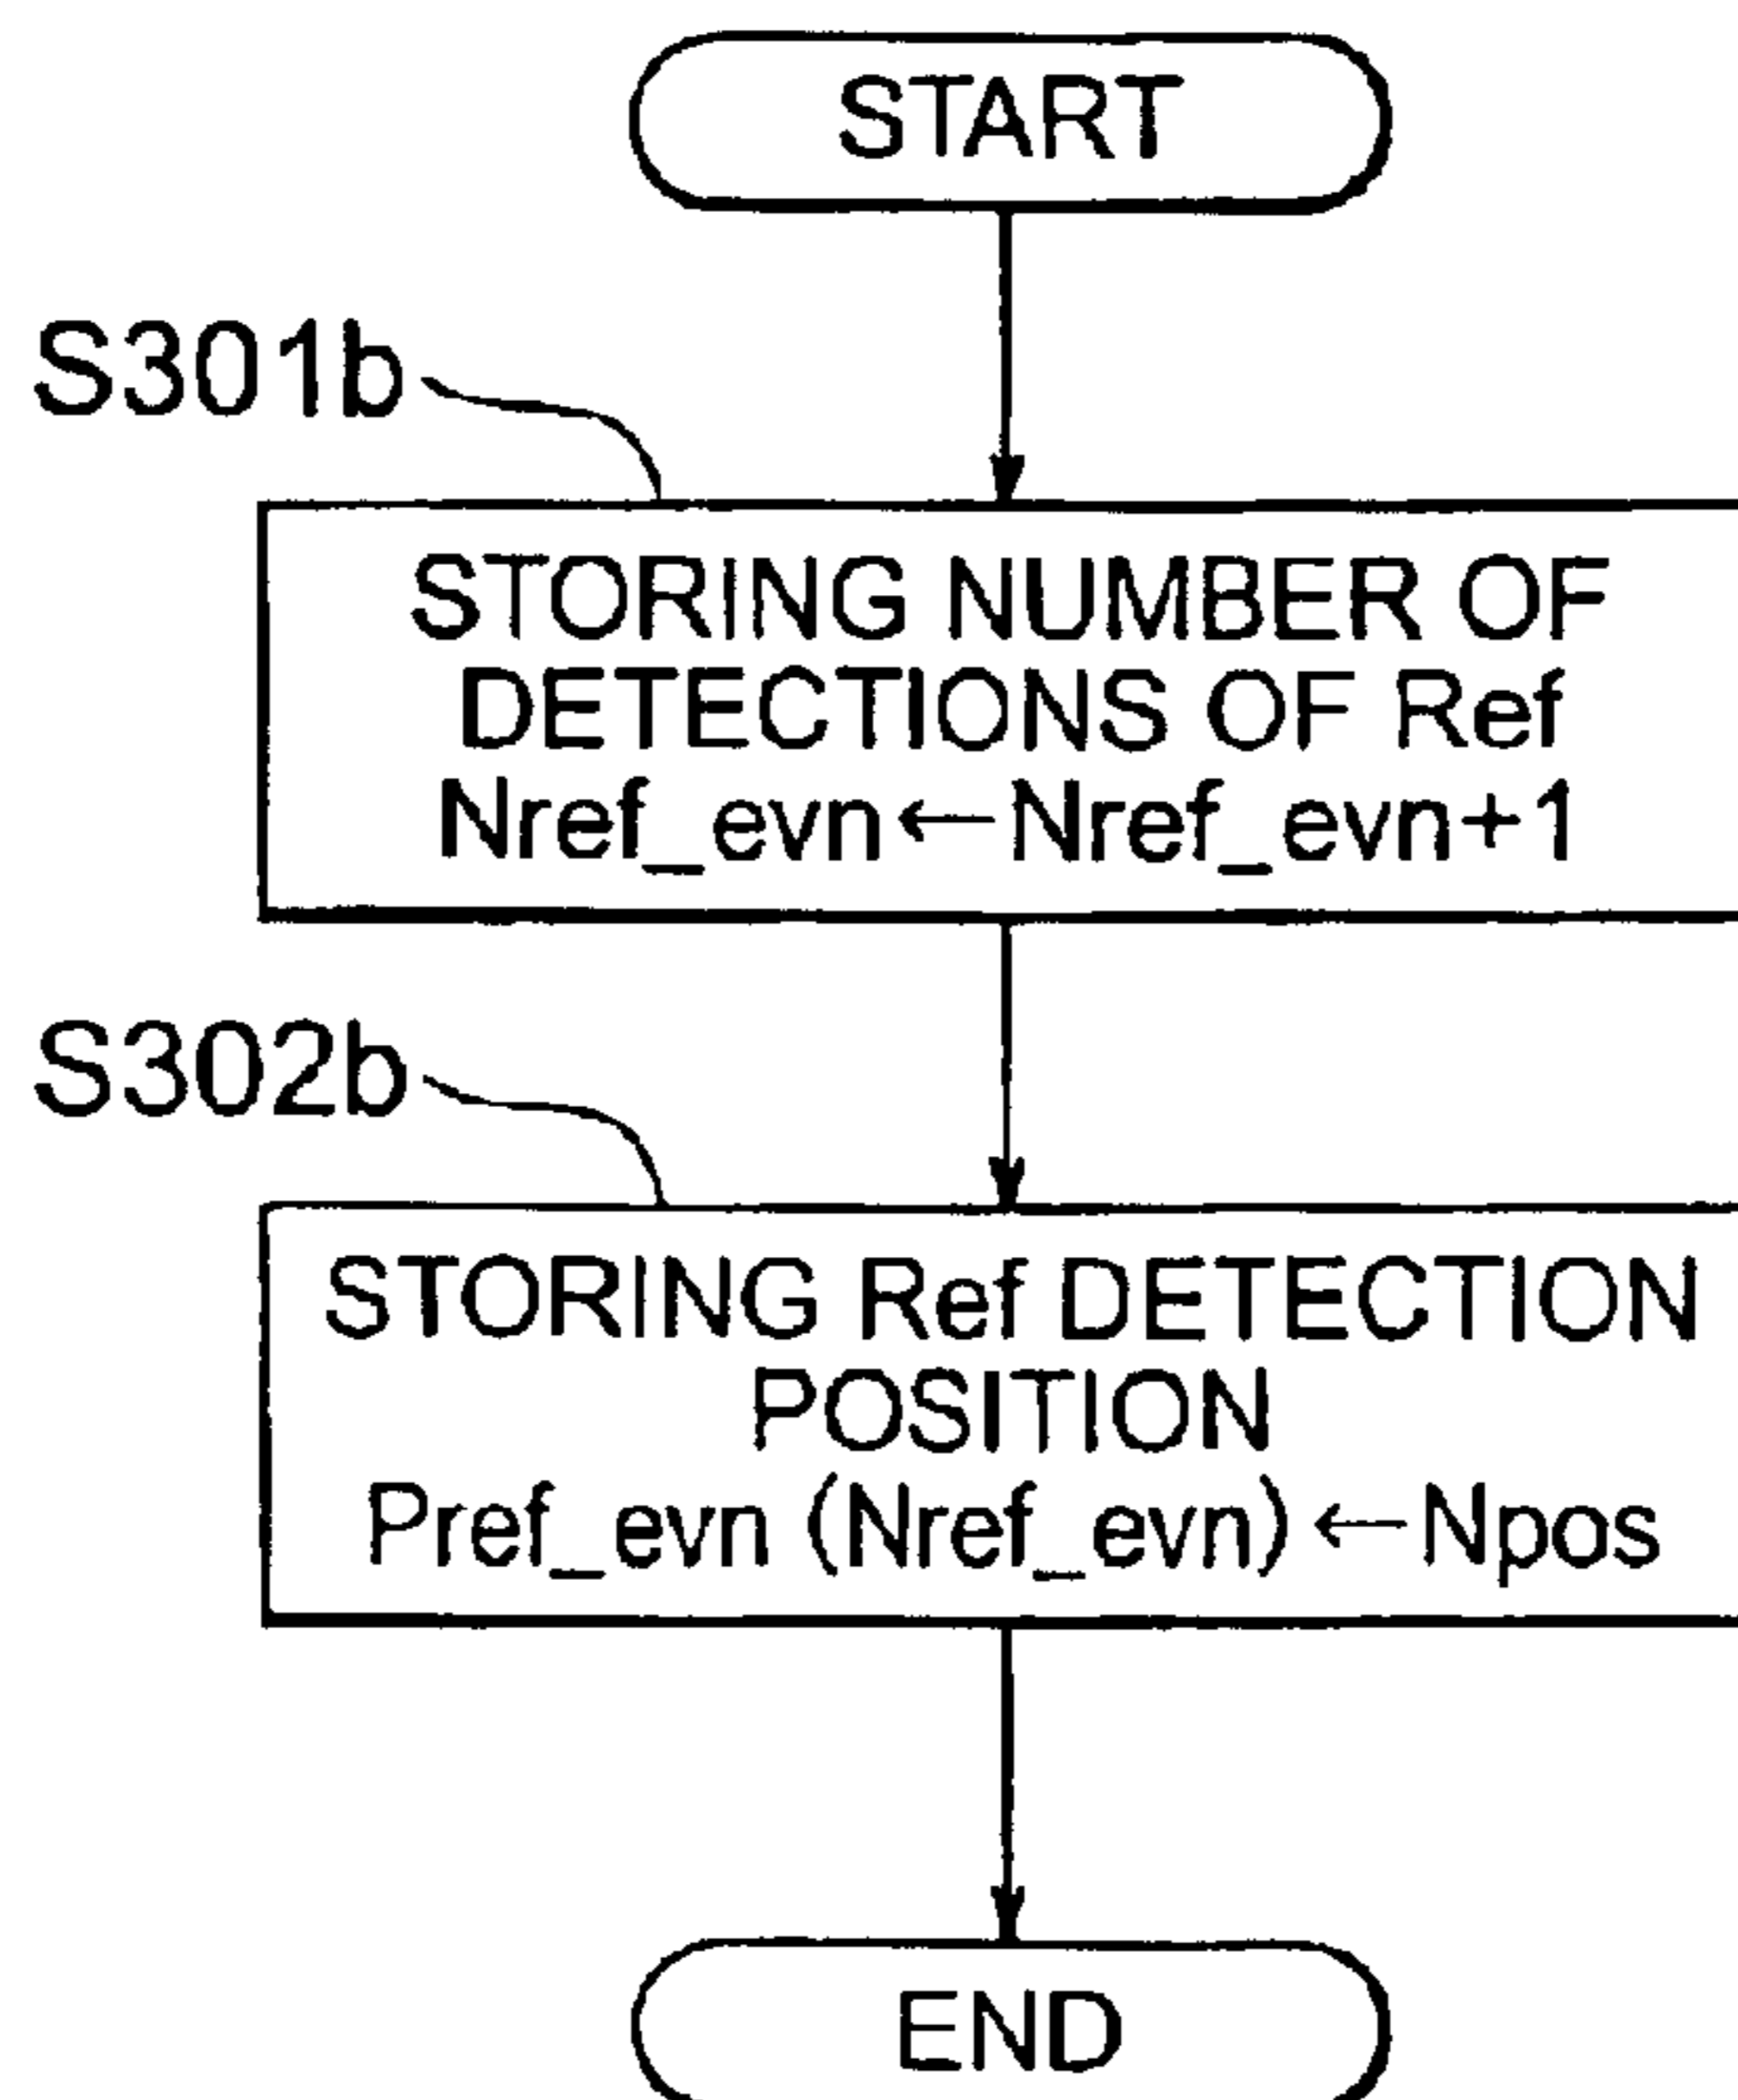 START
S301b
STORING NUMBER OF
DETECTIONS OF Ref
Nref_evn←Nref_evn+1
S302b
STORING Ref DETECTION
POSITION
Pref_evn (Nref_evn)←Npos
END